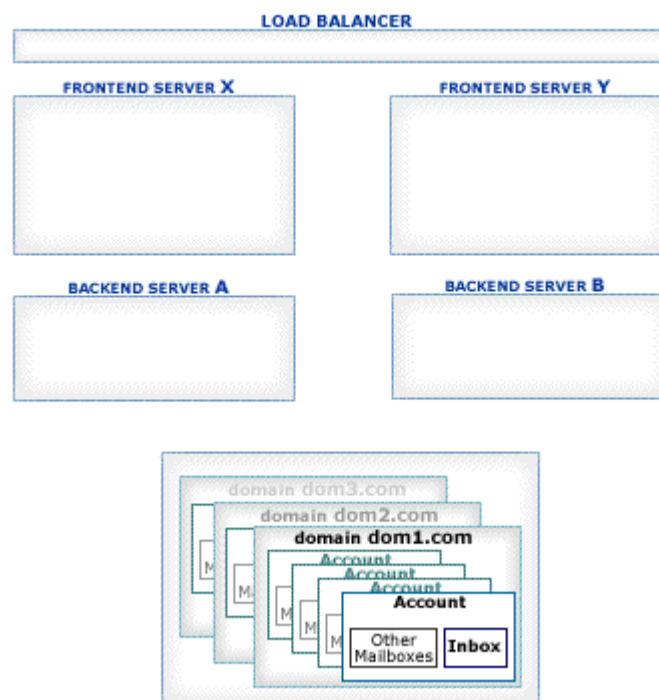 LOAD BALANCER
FRONTEND SERVER X
FRONTEND SERVER Y
BACKEND SERVER A
BACKEND SERVER B
domain dom3.com
domain dom2.com
domain dom1.com
Account
Account
Account
Account
Other
Mailboxes
Inbox